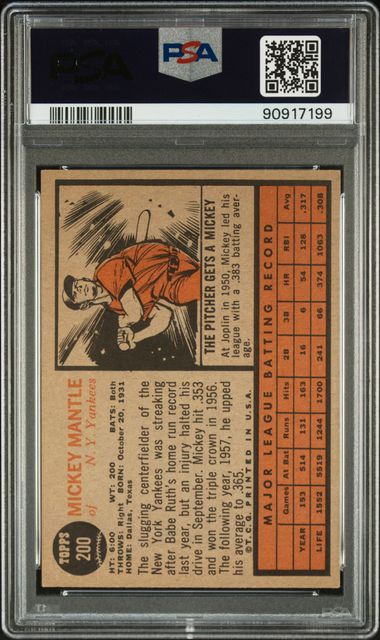 PSA
PSA
90917199
TOPPS
200
MICKEY MANTLE
of N. Y. Yankees
HT: 6:00 WT: 200 BATS: Both
THROWS: Right BORN: October 20, 1931
HOME: Dallas, Texas
The slugging centerfielder of the
New York Yankees was streaking
after Babe Ruth's home run record
last year, but an injury halted his
drive in September. Mickey hit .353
and won the triple crown in 1956.
The following year, 1957, he upped
his average to .365.
©T.C.G. PRINTED IN U.S.A.
THE PITCHER GETS A MICKEY
At Joplin in 1950, Mickey led his
league with a .383 batting aver-
age.
MAJOR LEAGUE BATTING RECORD
Games At Bat Runs Hits 2B 3B HR RBI Avg
YEAR 153 514 131 163 16 6 54 128 .317
LIFE 1552 5519 1244 1700 241 66 374 1063 .308